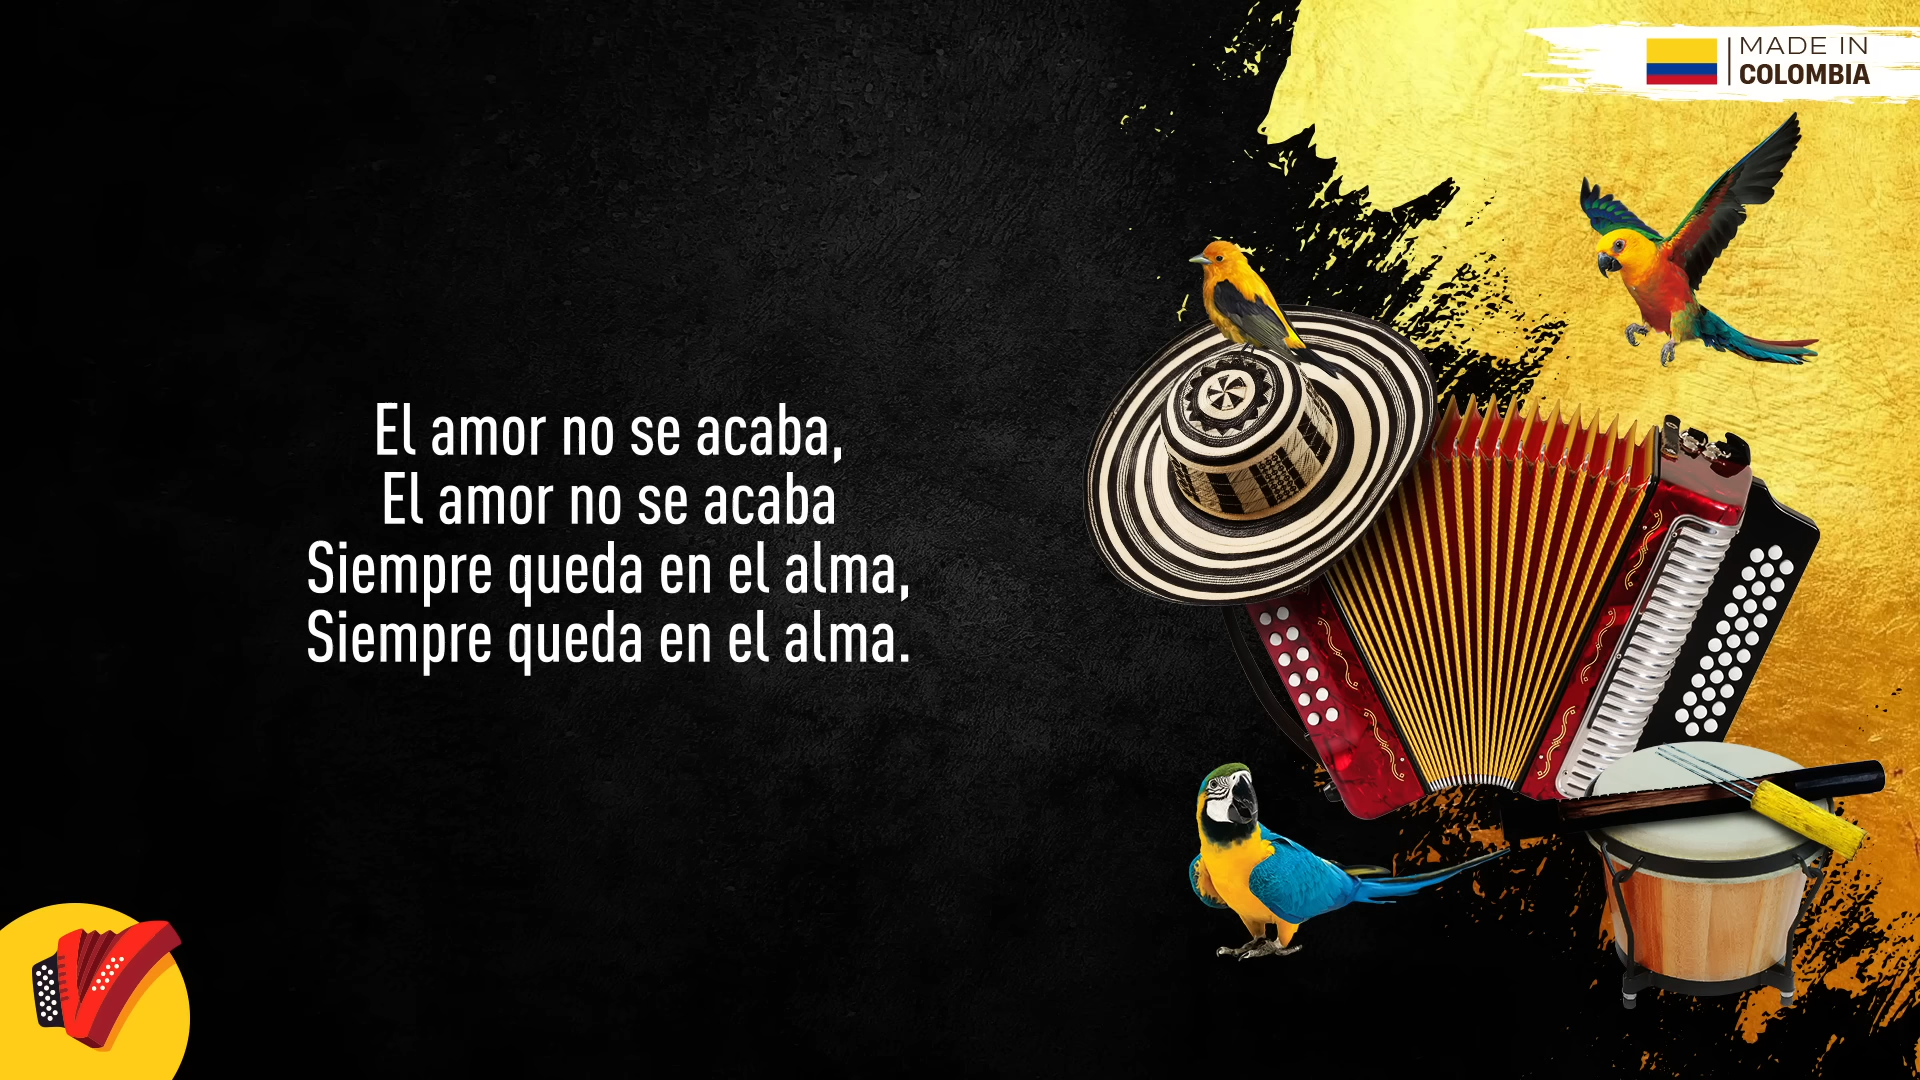 MADE IN
COLOMBIA
El amor no se acaba,
El amor no se acaba
Siempre queda en el alma,
Siempre queda en el alma.